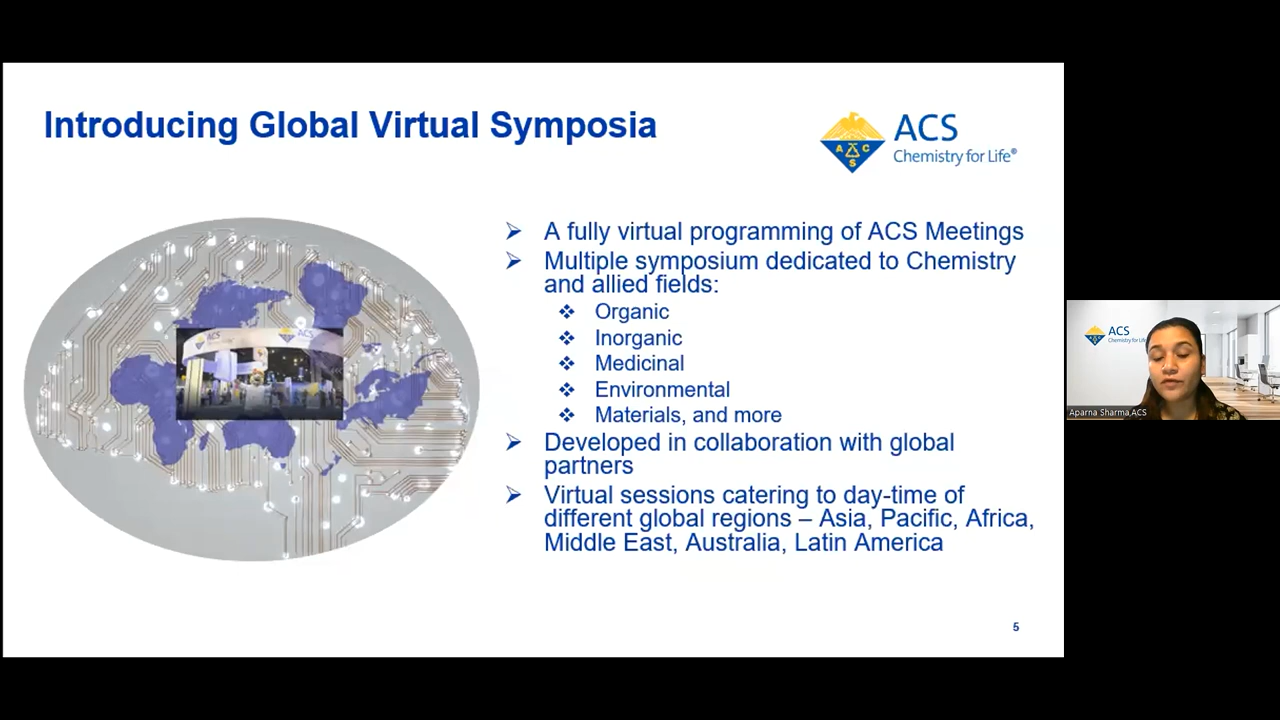 Introducing Global Virtual Symposia
ACS
Chemistry for Life®
A C
S
➢ A fully virtual programming of ACS Meetings
➢ Multiple symposium dedicated to Chemistry
and allied fields:
❖ Organic
❖ Inorganic
❖ Medicinal
❖ Environmental
❖ Materials, and more
➢ Developed in collaboration with global
partners
➢ Virtual sessions catering to day-time of
different global regions – Asia, Pacific, Africa,
Middle East, Australia, Latin America
ACS
ACS
5
ACS
Chemistry for Life
Aparna Sharma,ACS